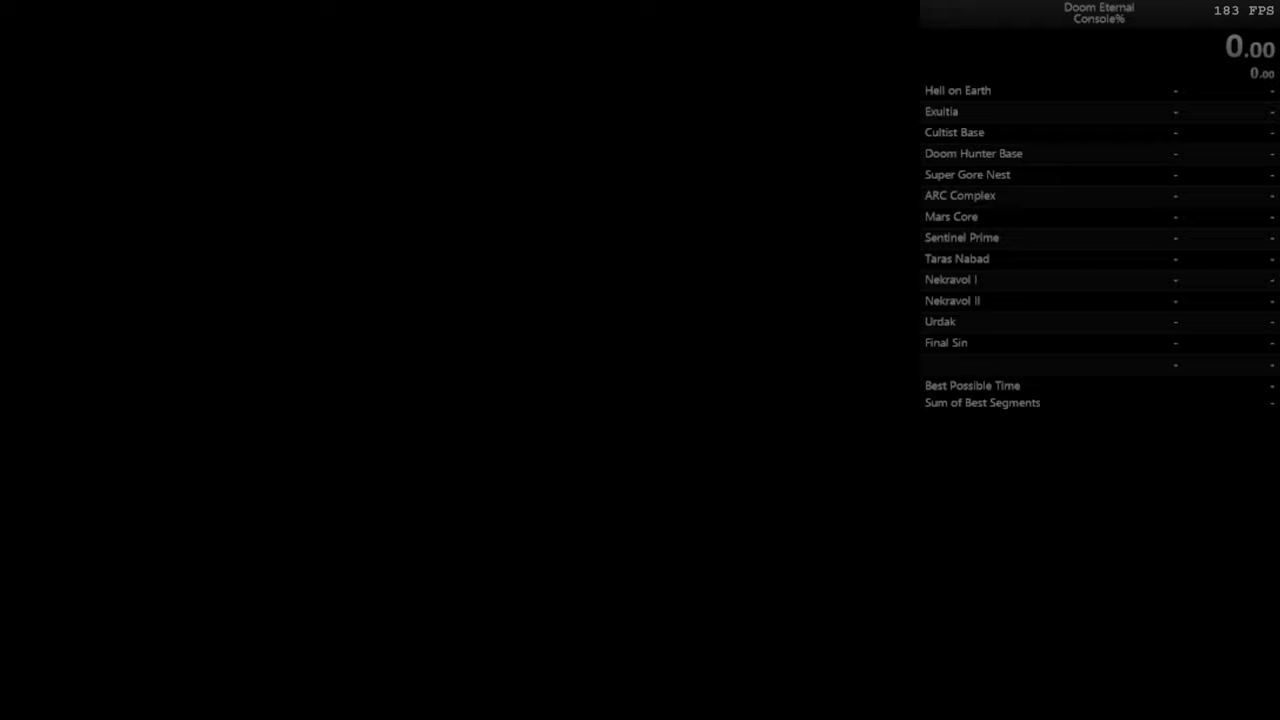 Doom Eternal
183 FPS
Console%
0.00
0.00
Hell on Earth - -
Exultia - -
Cultist Base - -
Doom Hunter Base - -
Super Gore Nest - -
ARC Complex - -
Mars Core - -
Sentinel Prime - -
Taras Nabad - -
Nekravol I - -
Nekravol II - -
Urdak - -
Final Sin - -
- -
Best Possible Time -
Sum of Best Segments -